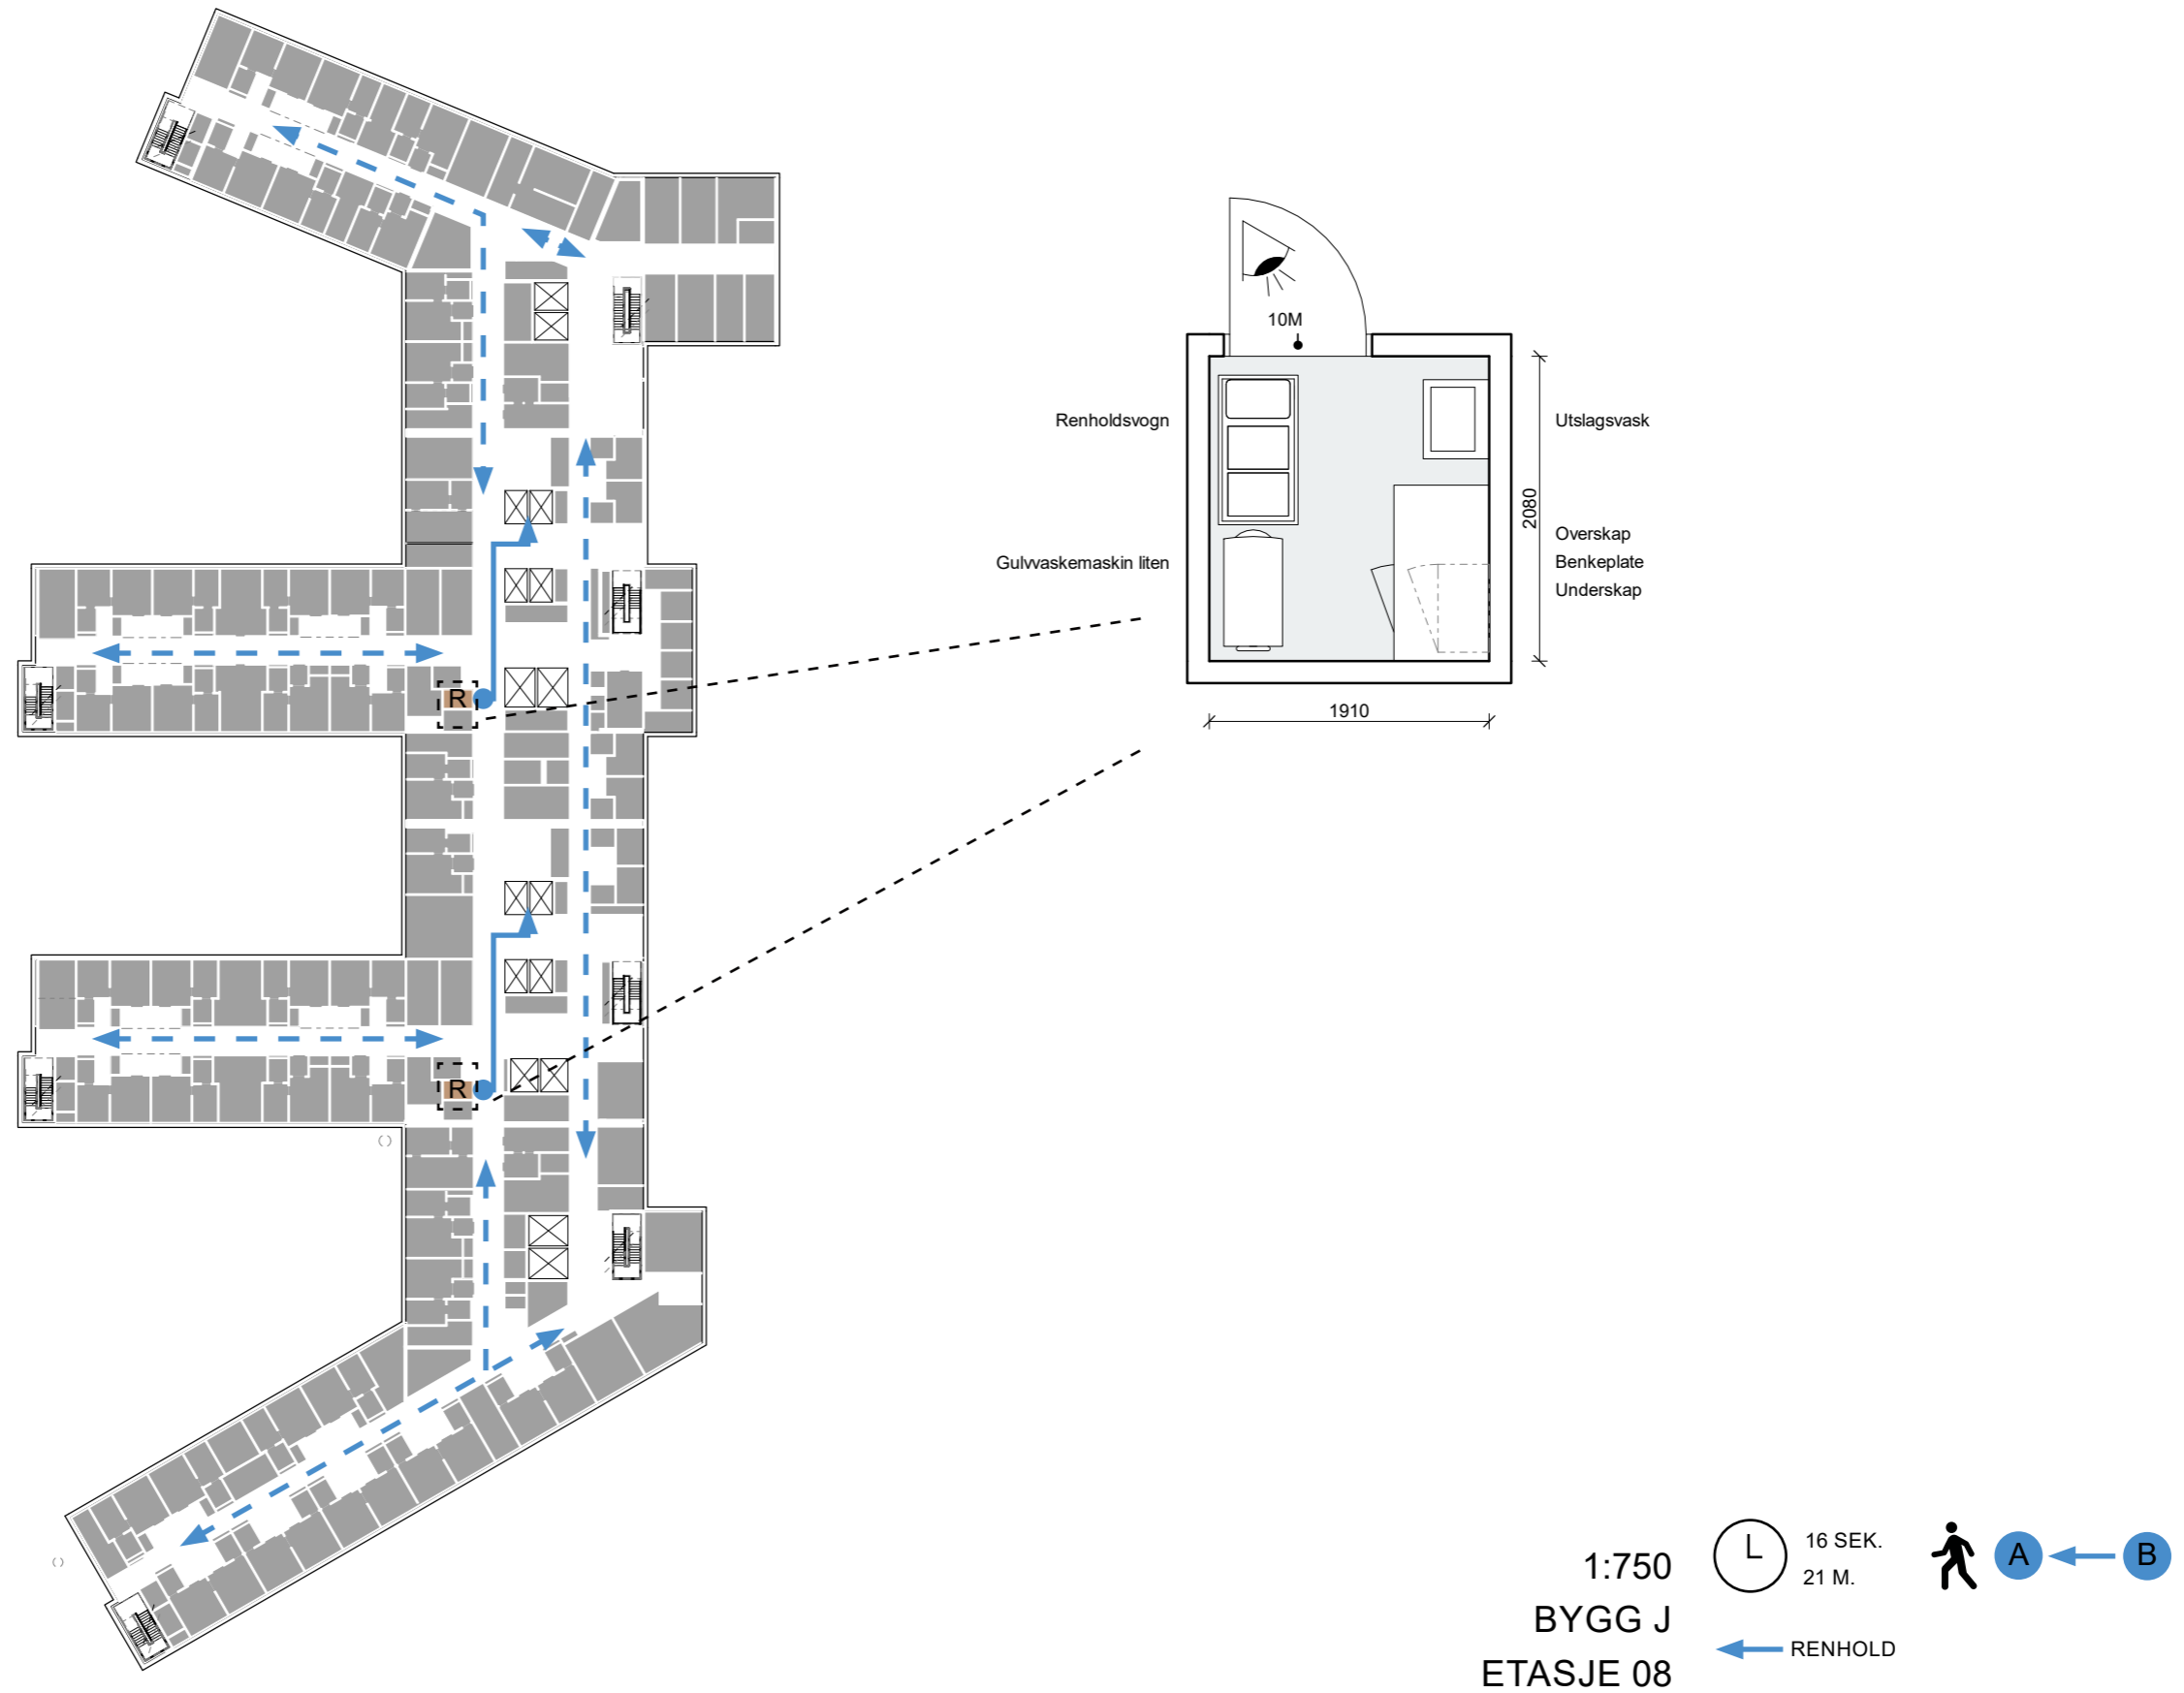 10M
Renholdsvogn
Utslagsvask
2080
Overskap
Benkeplate
Underskap
Gulvvaskemaskin liten
1910
R
R
1:750
BYGG J
ETASJE 08
16 SEK.
21 M.
A
B
RENHOLD